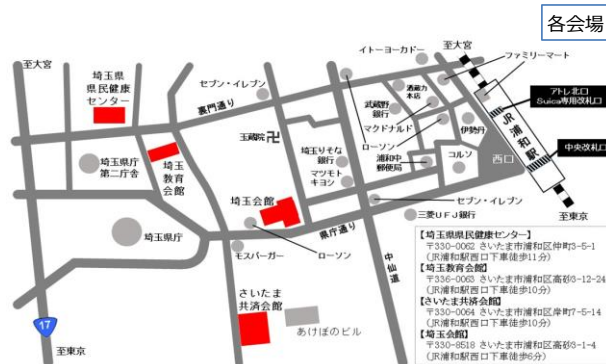 各会場
至大宮
イトーヨーカドー
至大宮
ファミリーマート
埼玉県
県民健康
センター
セブン・イレブン
裏門通り
武蔵野
銀行
酒蔵力
本店
マクドナルド
ローソン
伊勢丹
アトレ北口
Suica専用改札口
JR浦和駅
中央改札口
西口
玉蔵院
卍
埼玉りそな
銀行
マツモト
キヨシ
浦和中
郵便局
コルソ
埼玉県庁
第二庁舎
埼玉
教育
会館
埼玉会館
セブン・イレブン
三菱UFJ銀行
至東京
埼玉県庁
県庁通り
モスバーガー
ローソン
中仙道
さいたま
共済会館
あけぼのビル
17
至東京
【埼玉県県民健康センター】
〒330-0062 さいたま市浦和区仲町3-5-1
(JR浦和駅西口下車徒歩11分)
【埼玉教育会館】
〒336-0063 さいたま市浦和区高砂3-12-24
(JR浦和駅西口下車徒歩10分)
【さいたま共済会館】
〒330-0064 さいたま市浦和区岸町7-5-14
(JR浦和駅西口下車徒歩10分)
【埼玉会館】
〒330-8518 さいたま市浦和区高砂3-1-4
(JR浦和駅西口下車徒歩6分)